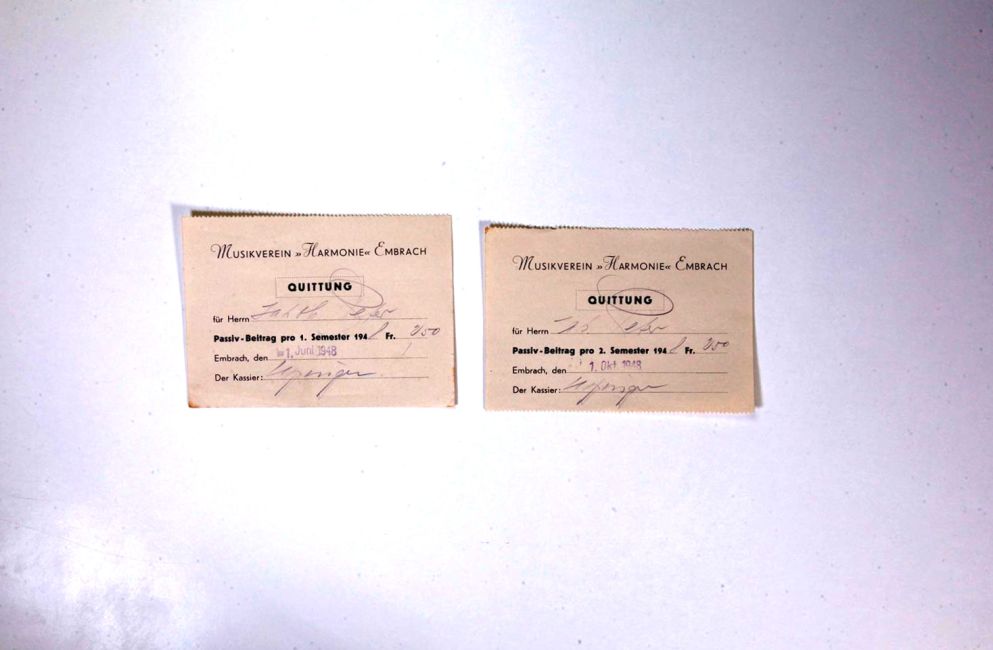 MUSIKVEREIN »HARMONIE« EMBRACH
QUITTUNG
für Herrn
Passiv-Beitrag pro 1. Semester 1948 Fr.
Embrach, den 1. Juni 1948
Der Kassier:
MUSIKVEREIN »HARMONIE« EMBRACH
QUITTUNG
für Herrn
Passiv-Beitrag pro 2. Semester 1948 Fr.
Embrach, den 1. Okt. 1948
Der Kassier: